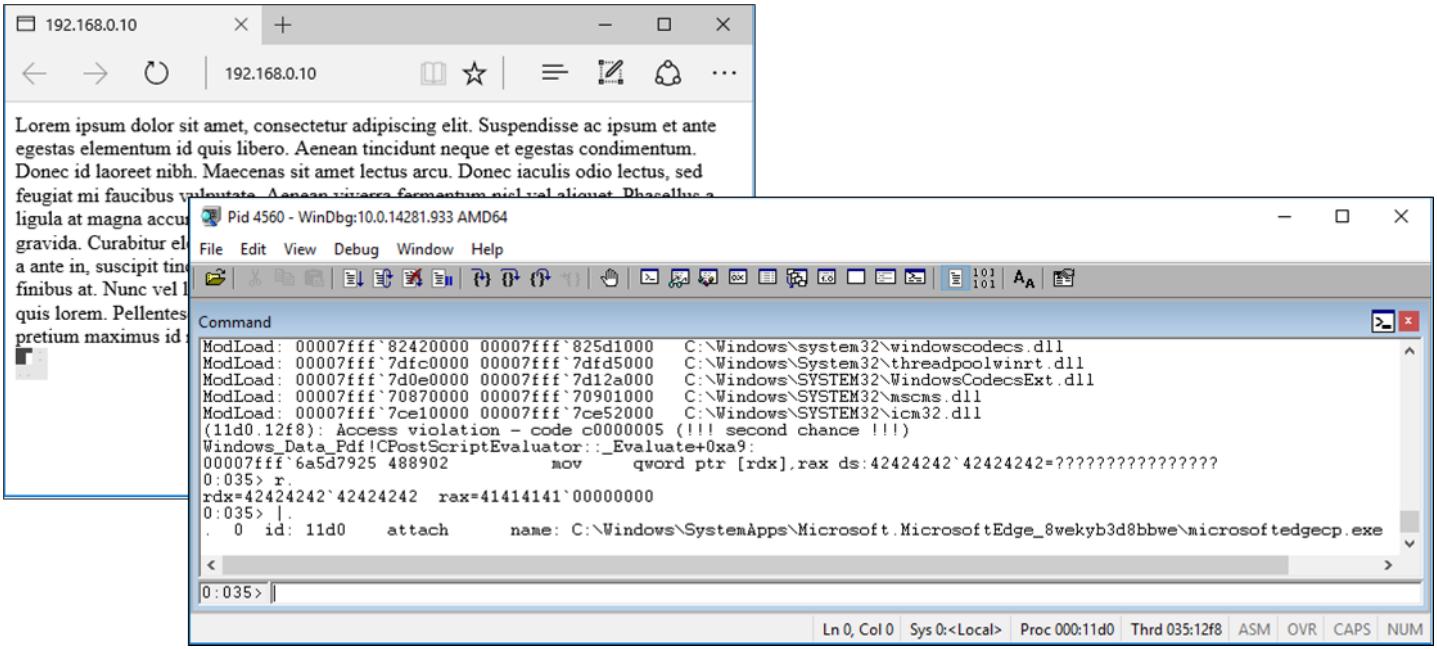 192.168.0.10
192.168.0.10
Lorem ipsum dolor sit amet, consectetur adipiscing elit. Suspendisse ac ipsum et ante
egestas elementum id quis libero. Aenean tincidunt neque et egestas condimentum.
Donec id laoreet nibh. Maecenas sit amet lectus arcu. Donec iaculis odio lectus, sed
feugiat mi faucibus vulputate. Aenean viverra fermentum nisl vel aliquet. Phasellus a
ligula at magna accu
gravida. Curabitur el
a ante in, suscipit tin
finibus at. Nunc vel l
quis lorem. Pellentes
pretium maximus id
Pid 4560 - WinDbg:10.0.14281.933 AMD64
File Edit View Debug Window Help
Command
ModLoad: 00007fff`82420000 00007fff`825d1000 C:\Windows\system32\windowscodecs.dll
ModLoad: 00007fff`7dfc0000 00007fff`7dfd5000 C:\Windows\system32\threadpoolwinrt.dll
ModLoad: 00007fff`7d0e0000 00007fff`7d12a000 C:\Windows\SYSTEM32\WindowsCodecsExt.dll
ModLoad: 00007fff`70870000 00007fff`70901000 C:\Windows\SYSTEM32\mscms.dll
ModLoad: 00007fff`7ce10000 00007fff`7ce52000 C:\Windows\SYSTEM32\icm32.dll
(11d0.12f8): Access violation - code c0000005 (!!! second chance !!!)
Windows_Data_Pdf!CPostScriptEvaluator::_Evaluate+0xa9:
00007fff`6a5d7925 488902 mov qword ptr [rdx],rax ds:42424242`42424242=????????????????
0:035> r.
rdx=42424242`42424242 rax=41414141`00000000
0:035> |.
. 0 id: 11d0 attach name: C:\Windows\SystemApps\Microsoft.MicrosoftEdge_8wekyb3d8bbwe\microsoftedgecp.exe
0:035>
Ln 0, Col 0 Sys 0:<Local> Proc 000:11d0 Thrd 035:12f8 ASM OVR CAPS NUM